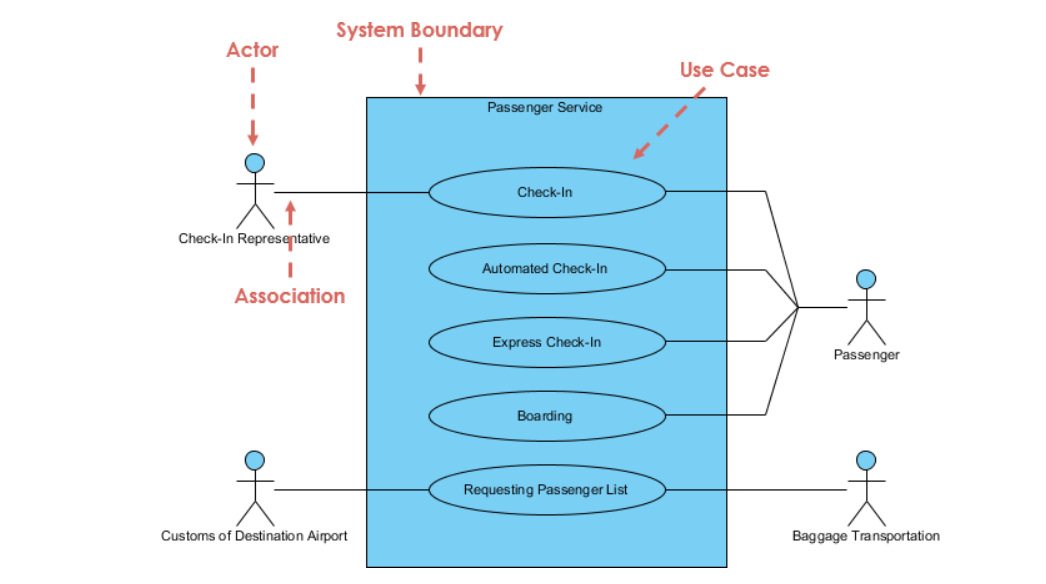 System Boundary
Actor
Use Case
Passenger Service
Check-In
Check-In Representative
Automated Check-In
Association
Express Check-In
Passenger
Boarding
Requesting Passenger List
Customs of Destination Airport
Baggage Transportation